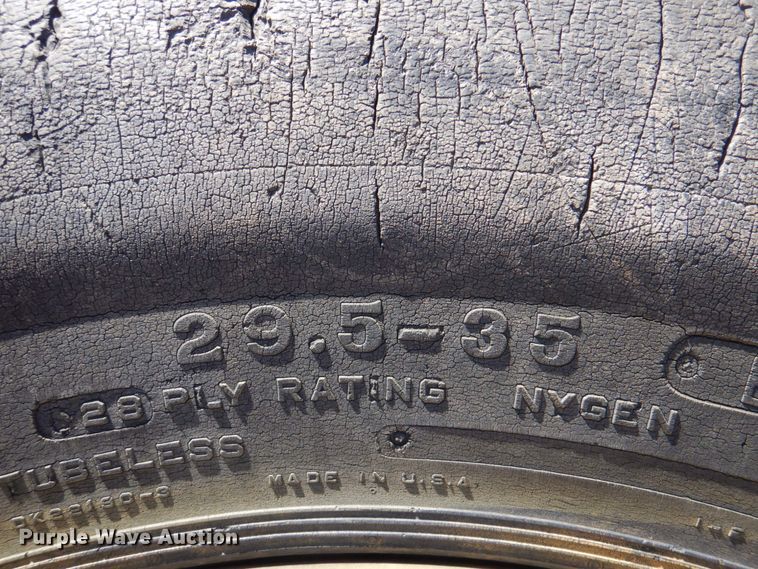 29.5-35
28 PLY RATING NYGEN
TUBELESS
MADE IN U.S.A.
Purple Wave Auction